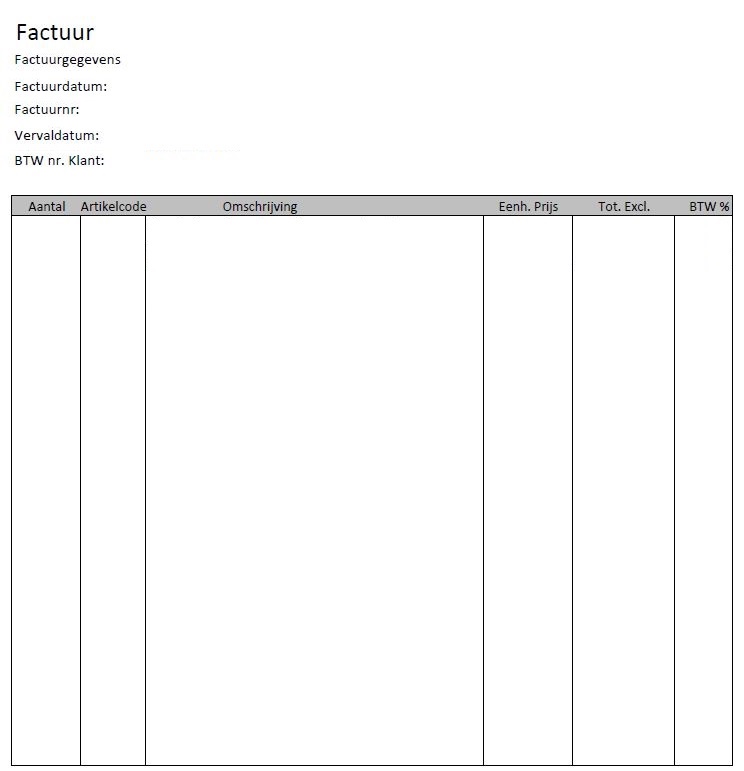 Factuur
Factuurgegevens
Factuurdatum:
Factuurnr:
Vervaldatum:
BTW nr. Klant:
Aantal Artikelcode Omschrijving Eenh. Prijs Tot. Excl. BTW %